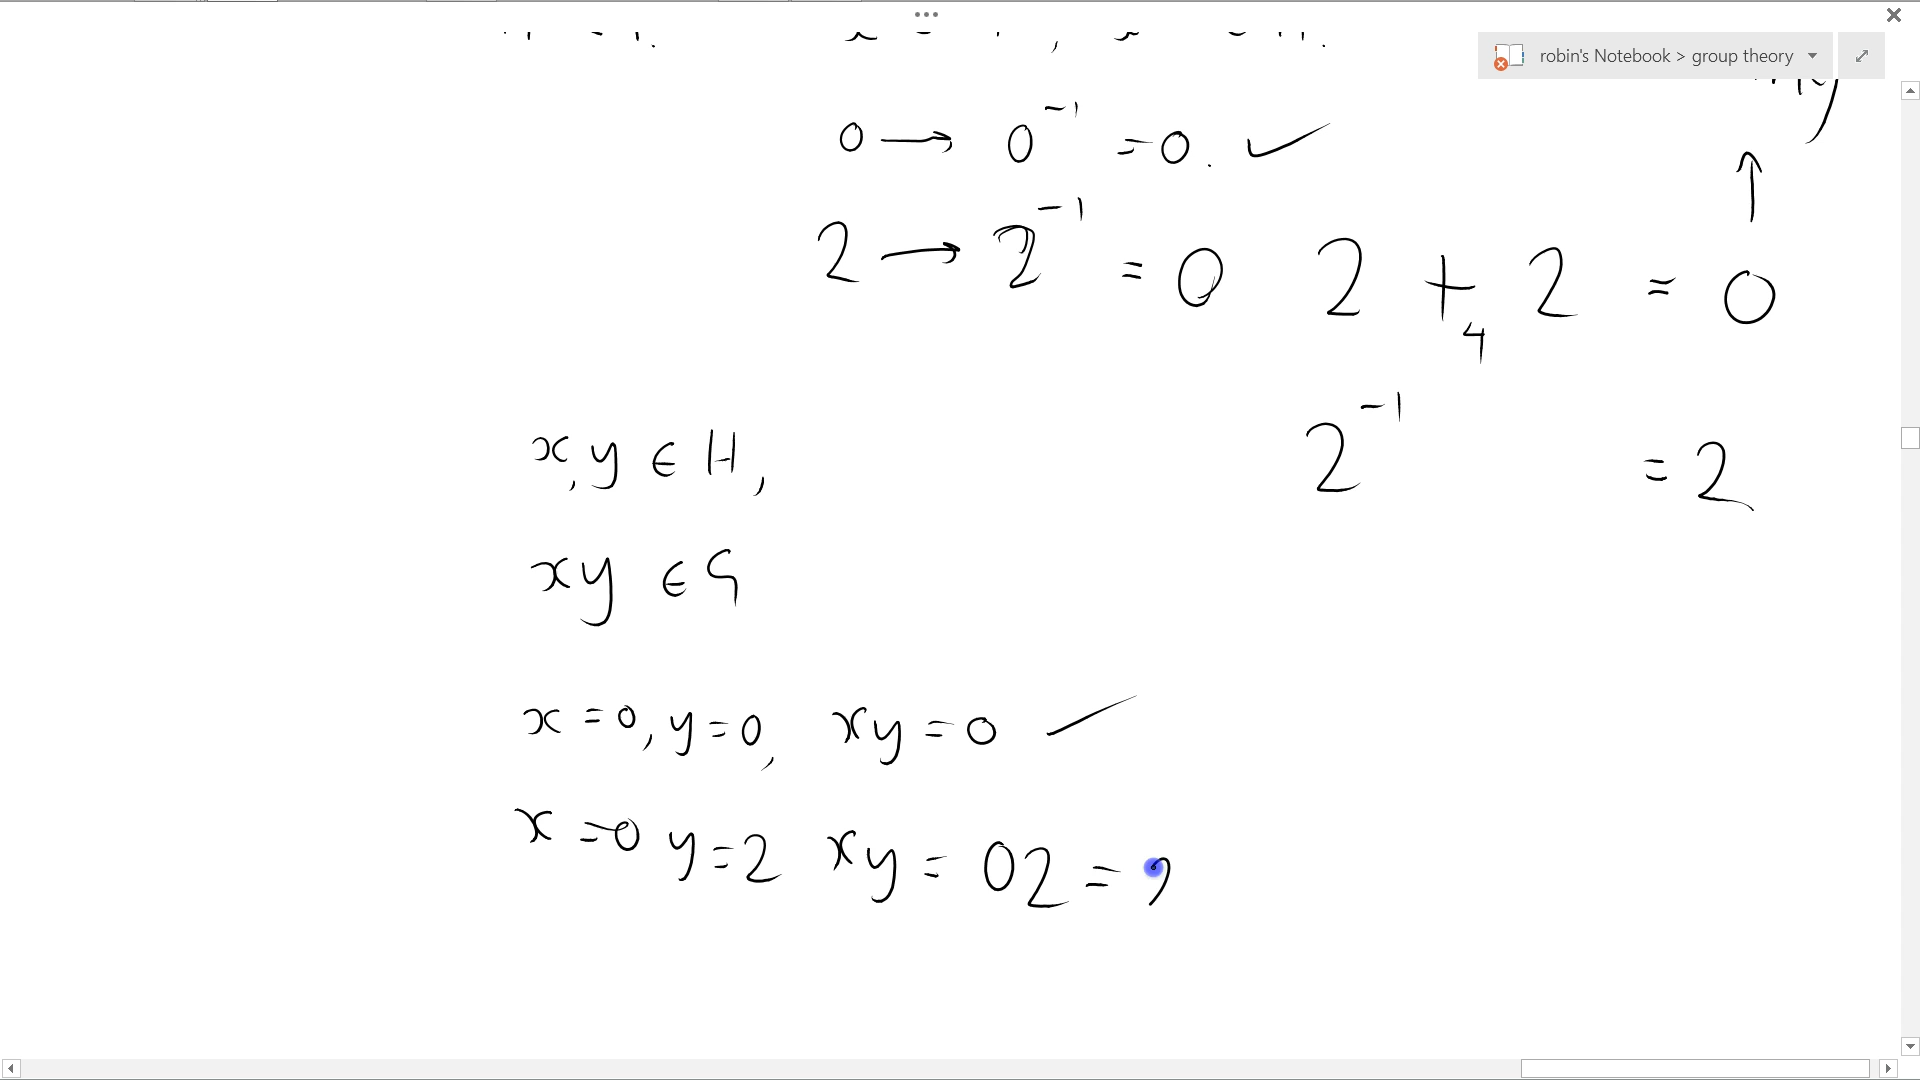 robin's Notebook > group theory
0 → 0⁻¹ = 0. ✓
2 → 2⁻¹ = 0 2 +₄ 2 = 0
2⁻¹ = 2
x, y ∈ H,
xy ∈ G
x = 0, y = 0, xy = 0 ✓
x = 0 y = 2 xy = 02 =